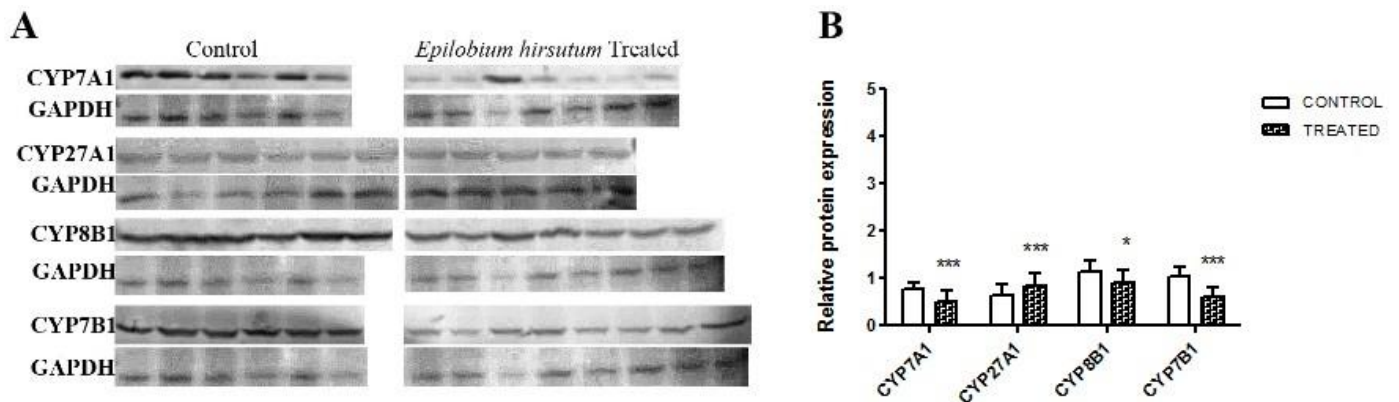 A
Control
Epilobium hirsutum Treated
CYP7A1
GAPDH
CYP27A1
GAPDH
CYP8B1
GAPDH
CYP7B1
GAPDH
B
Relative protein expression
5
4
3
2
1
0
***
***
*
***
CYP7A1
CYP27A1
CYP8B1
CYP7B1
CONTROL
TREATED